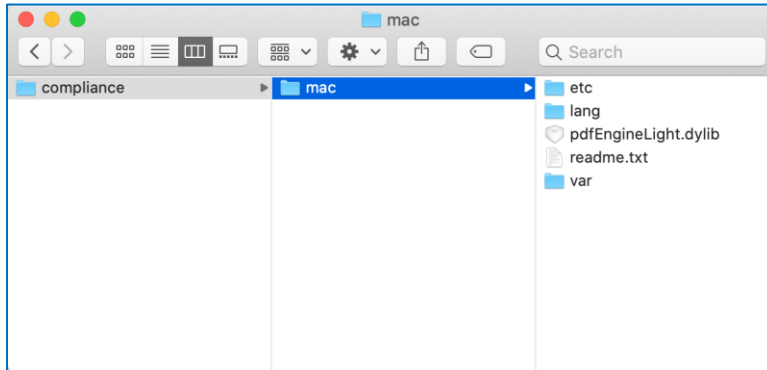 mac
Search
compliance
mac
etc
lang
pdfEngineLight.dylib
readme.txt
var